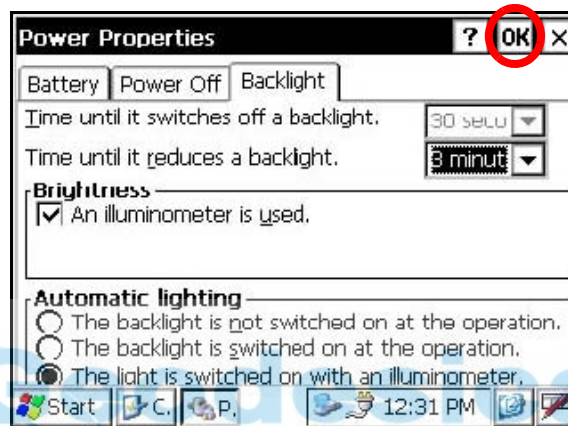 Power Properties ? OK ×
Battery Power Off Backlight
Time until it switches off a backlight. 30 secu
Time until it reduces a backlight. 3 minut
Brightness
An illuminometer is used.
Automatic lighting
The backlight is not switched on at the operation.
The backlight is switched on at the operation.
The light is switched on with an illuminometer.
Start C. P. 12:31 PM